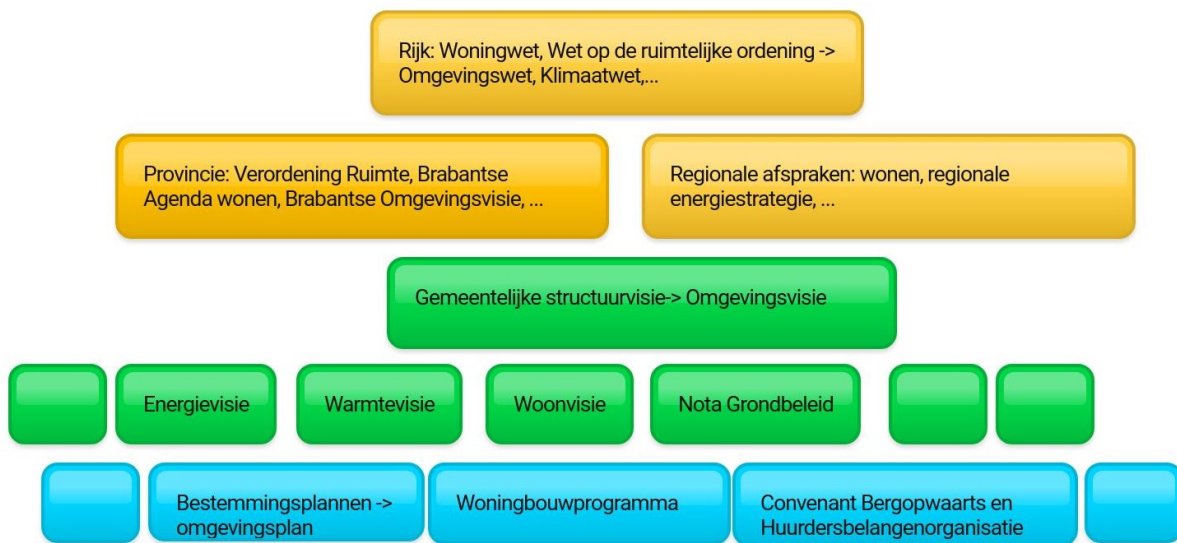 Rijk: Woningwet, Wet op de ruimtelijke ordening ->
Omgevingswet, Klimaatwet,...
Provincie: Verordening Ruimte, Brabantse
Agenda wonen, Brabantse Omgevingsvisie, ...
Regionale afspraken: wonen, regionale
energiestrategie, ...
Gemeentelijke structuurvisie-> Omgevingsvisie
Energievisie
Warmtevisie
Woonvisie
Nota Grondbeleid
Bestemmingsplannen ->
omgevingsplan
Woningbouwprogramma
Convenant Bergopwaarts en
Huurdersbelangenorganisatie